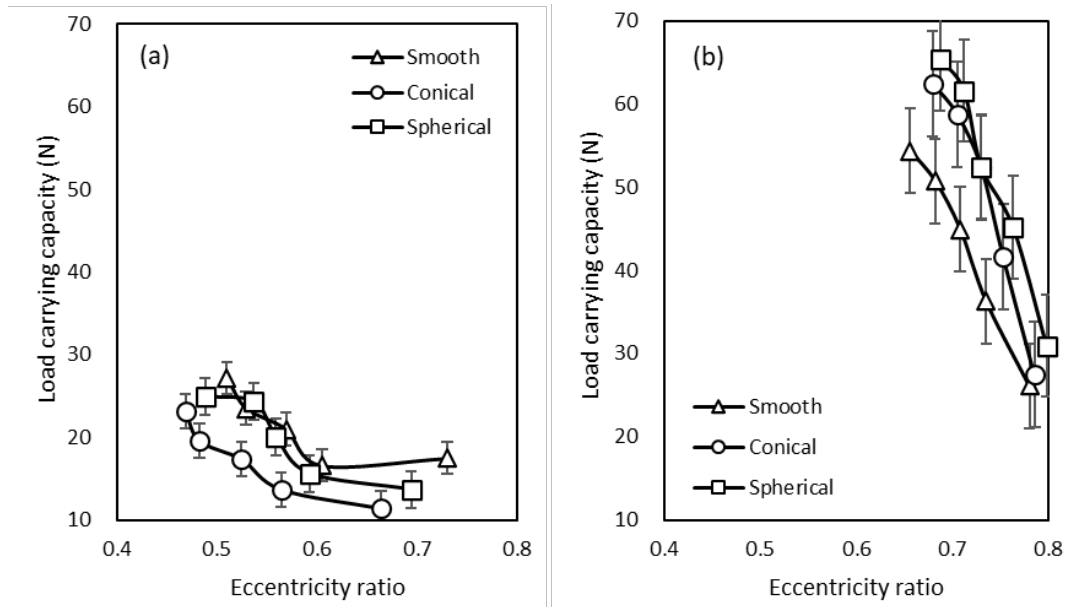 (a)
Smooth
Conical
Spherical
70
60
50
40
30
20
10
Load carrying capacity (N)
0.4 0.5 0.6 0.7 0.8
Eccentricity ratio
(b)
70
60
50
40
30
20
10
Load carrying capacity (N)
Smooth
Conical
Spherical
0.4 0.5 0.6 0.7 0.8
Eccentricity ratio